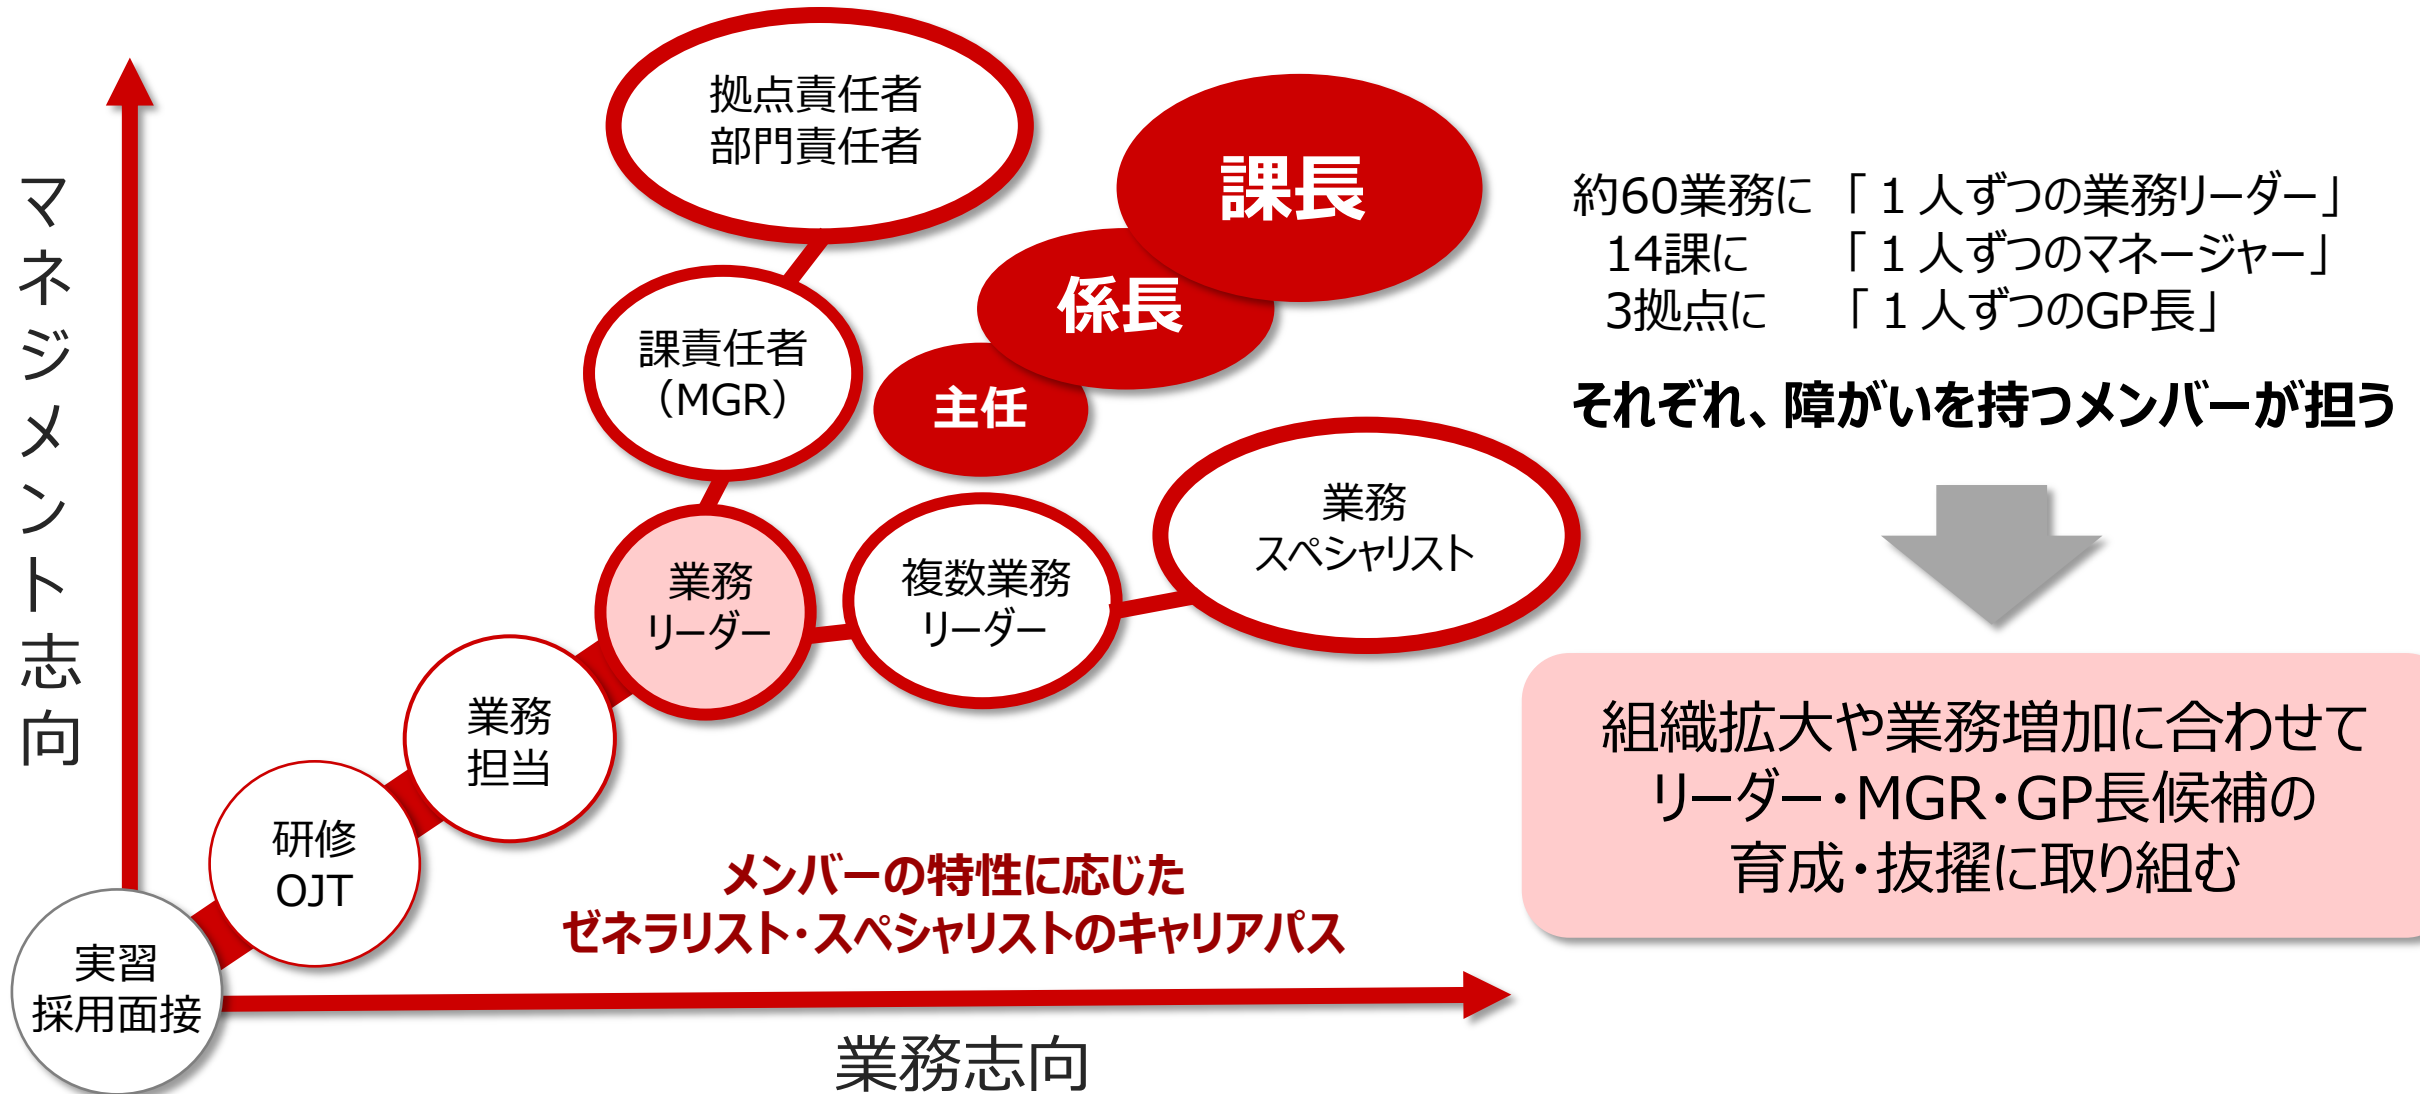 マネジメント志向
拠点責任者
部門責任者
課長
係長
主任
課責任者
（MGR）
業務
リーダー
複数業務
リーダー
業務
スペシャリスト
業務
担当
研修
OJT
実習
採用面接
メンバーの特性に応じた
ゼネラリスト・スペシャリストのキャリアパス
業務志向
約60業務に 「１人ずつの業務リーダー」
14課に 「１人ずつのマネージャー」
3拠点に 「１人ずつのGP長」
それぞれ、障がいを持つメンバーが担う
組織拡大や業務増加に合わせて
リーダー・MGR・GP長候補の
育成・抜擢に取り組む